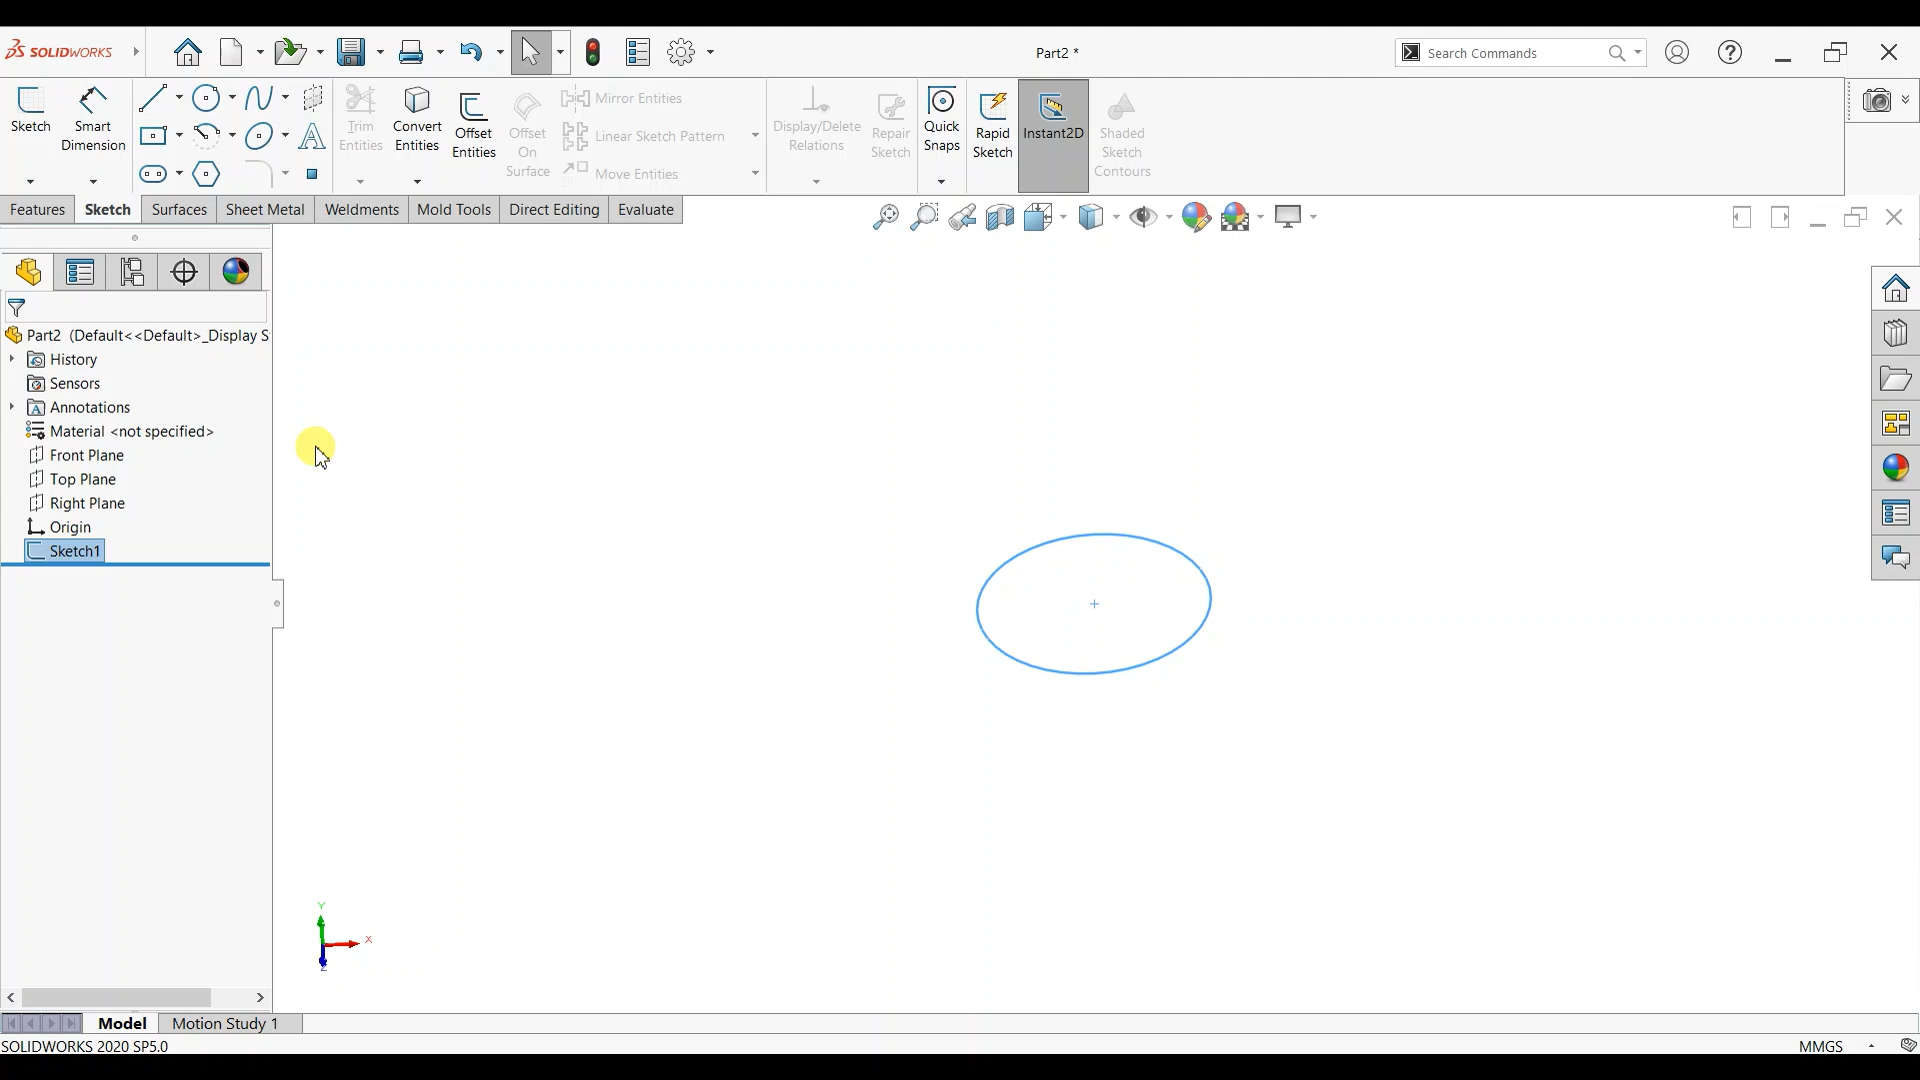 SOLIDWORKS
Part2 *
Search Commands
Sketch
Smart
Dimension
Trim
Entities
Convert
Entities
Offset
Entities
Offset
On
Surface
Mirror Entities
Linear Sketch Pattern
Move Entities
Display/Delete
Relations
Repair
Sketch
Quick
Snaps
Rapid
Sketch
Instant2D
Shaded
Sketch
Contours
Features
Sketch
Surfaces
Sheet Metal
Weldments
Mold Tools
Direct Editing
Evaluate
Part2 (Default<<Default>_Display S
History
Sensors
Annotations
Material <not specified>
Front Plane
Top Plane
Right Plane
Origin
Sketch1
Y
X
Z
Model
Motion Study 1
SOLIDWORKS 2020 SP5.0
MMGS